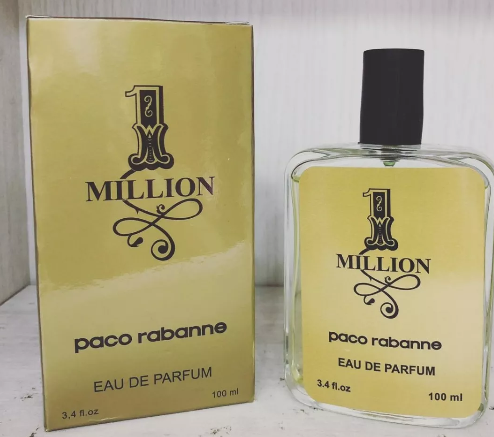 1
MILLION
paco rabanne
EAU DE PARFUM
3,4 fl.oz
100 ml
1
MILLION
paco rabanne
EAU DE PARFUM
3.4 fl.oz
100 ml